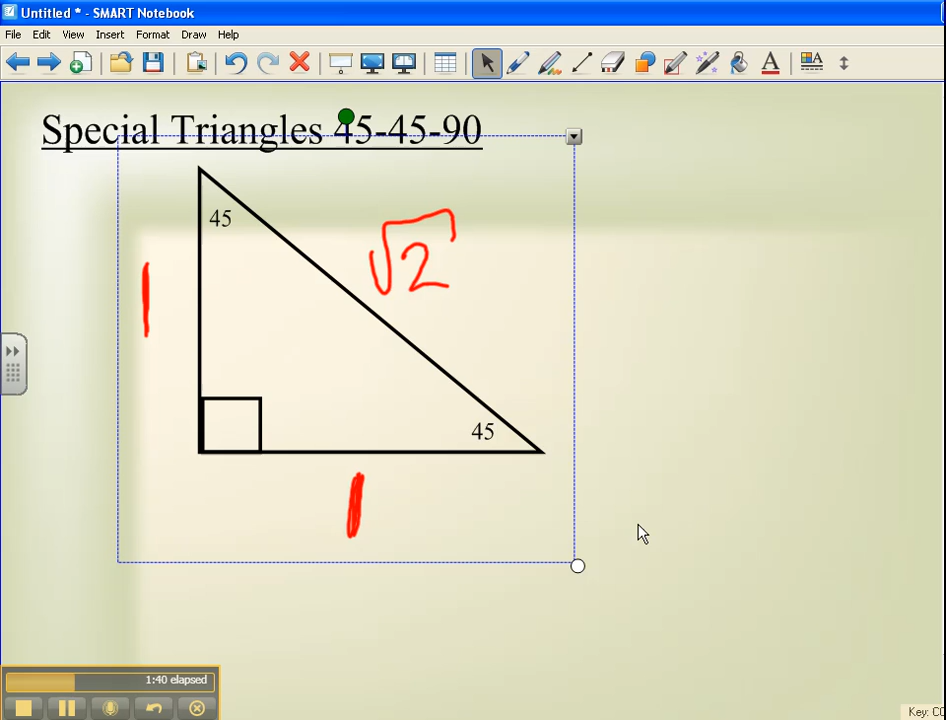 Untitled * - SMART Notebook
File Edit View Insert Format Draw Help
Special Triangles 45-45-90
45
√2
1
45
1
1:40 elapsed